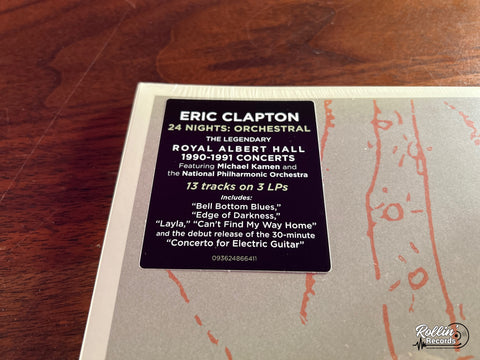 ERIC CLAPTON
24 NIGHTS: ORCHESTRAL
THE LEGENDARY
ROYAL ALBERT HALL
1990-1991 CONCERTS
Featuring Michael Kamen and
the National Philharmonic Orchestra
13 tracks on 3 LPs
Includes:
"Bell Bottom Blues,"
"Edge of Darkness,"
"Layla," "Can't Find My Way Home"
and the debut release of the 30-minute
"Concerto for Electric Guitar"
093624866411
Rollin
Records